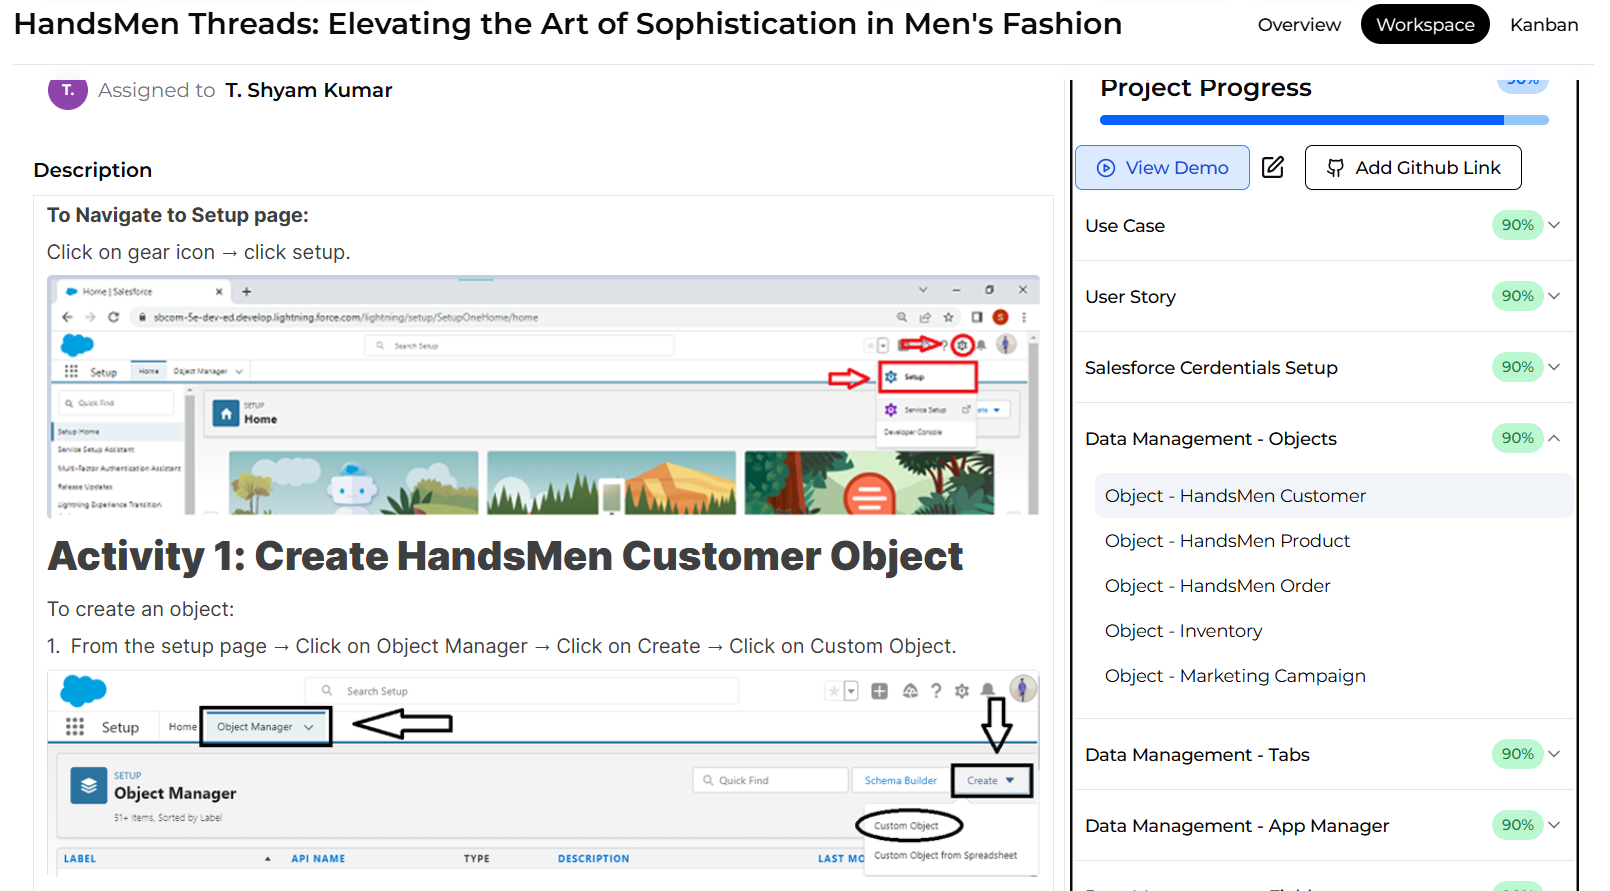 HandsMen Threads: Elevating the Art of Sophistication in Men's Fashion
Overview
Workspace
Kanban
T.
Assigned to T. Shyam Kumar
Description
To Navigate to Setup page:
Click on gear icon → click setup.
Home | Salesforce
sbcom-5e-dev-ed.develop.lightning.force.com/lightning/setup/SetupOneHome/home
S
Search Setup
Setup
Home
Object Manager
Setup
Quick Find
SETUP
Home
Service Setup
Developer Console
Setup Home
Service Setup Assistant
Multi-Factor Authentication Assistant
Release Updates
Lightning Experience Transition
Activity 1: Create HandsMen Customer Object
To create an object:
1. From the setup page → Click on Object Manager → Click on Create → Click on Custom Object.
Search Setup
Setup
Home
Object Manager
SETUP
Object Manager
51+ Items, Sorted by Label
Quick Find
Schema Builder
Create
Custom Object
Custom Object from Spreadsheet
LABEL
API NAME
TYPE
DESCRIPTION
LAST MO
Project Progress
90%
View Demo
Add Github Link
Use Case
90%
User Story
90%
Salesforce Cerdentials Setup
90%
Data Management - Objects
90%
Object - HandsMen Customer
Object - HandsMen Product
Object - HandsMen Order
Object - Inventory
Object - Marketing Campaign
Data Management - Tabs
90%
Data Management - App Manager
90%